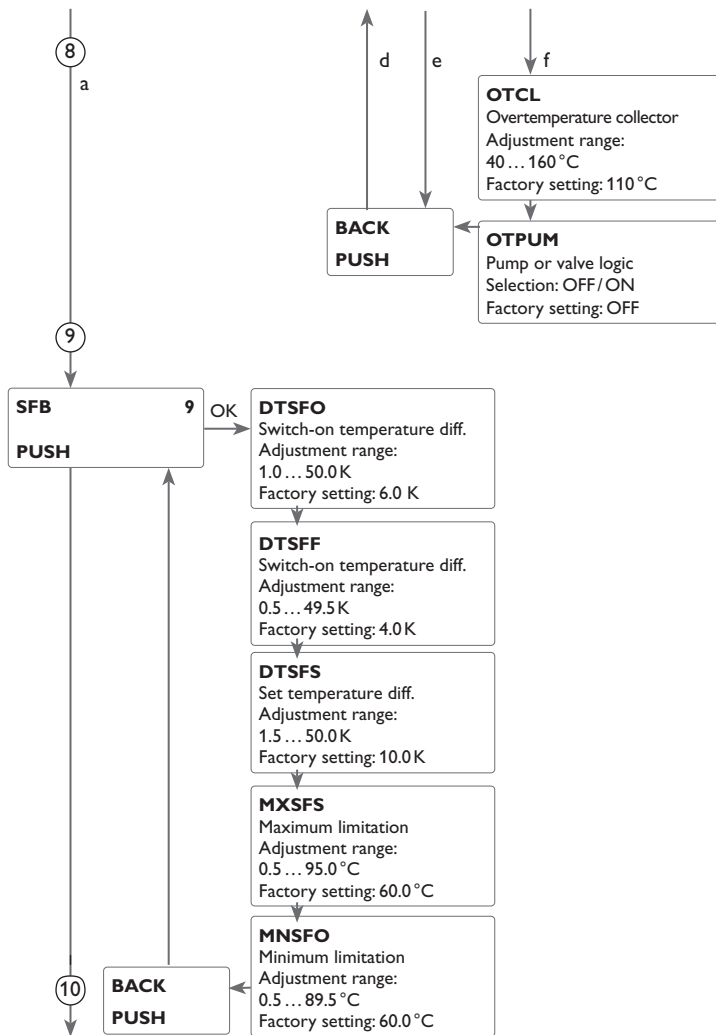 8
a
d
e
f
OTCL
Overtemperature collector
Adjustment range:
40 … 160 °C
Factory setting: 110 °C
BACK
PUSH
OTPUM
Pump or valve logic
Selection: OFF / ON
Factory setting: OFF
9
SFB 9
PUSH
OK
DTSFO
Switch-on temperature diff.
Adjustment range:
1.0 … 50.0 K
Factory setting: 6.0 K
DTSFF
Switch-on temperature diff.
Adjustment range:
0.5 … 49.5 K
Factory setting: 4.0 K
DTSFS
Set temperature diff.
Adjustment range:
1.5 … 50.0 K
Factory setting: 10.0 K
MXSFS
Maximum limitation
Adjustment range:
0.5 … 95.0 °C
Factory setting: 60.0 °C
MNSFO
Minimum limitation
Adjustment range:
0.5 … 89.5 °C
Factory setting: 60.0 °C
10
BACK
PUSH